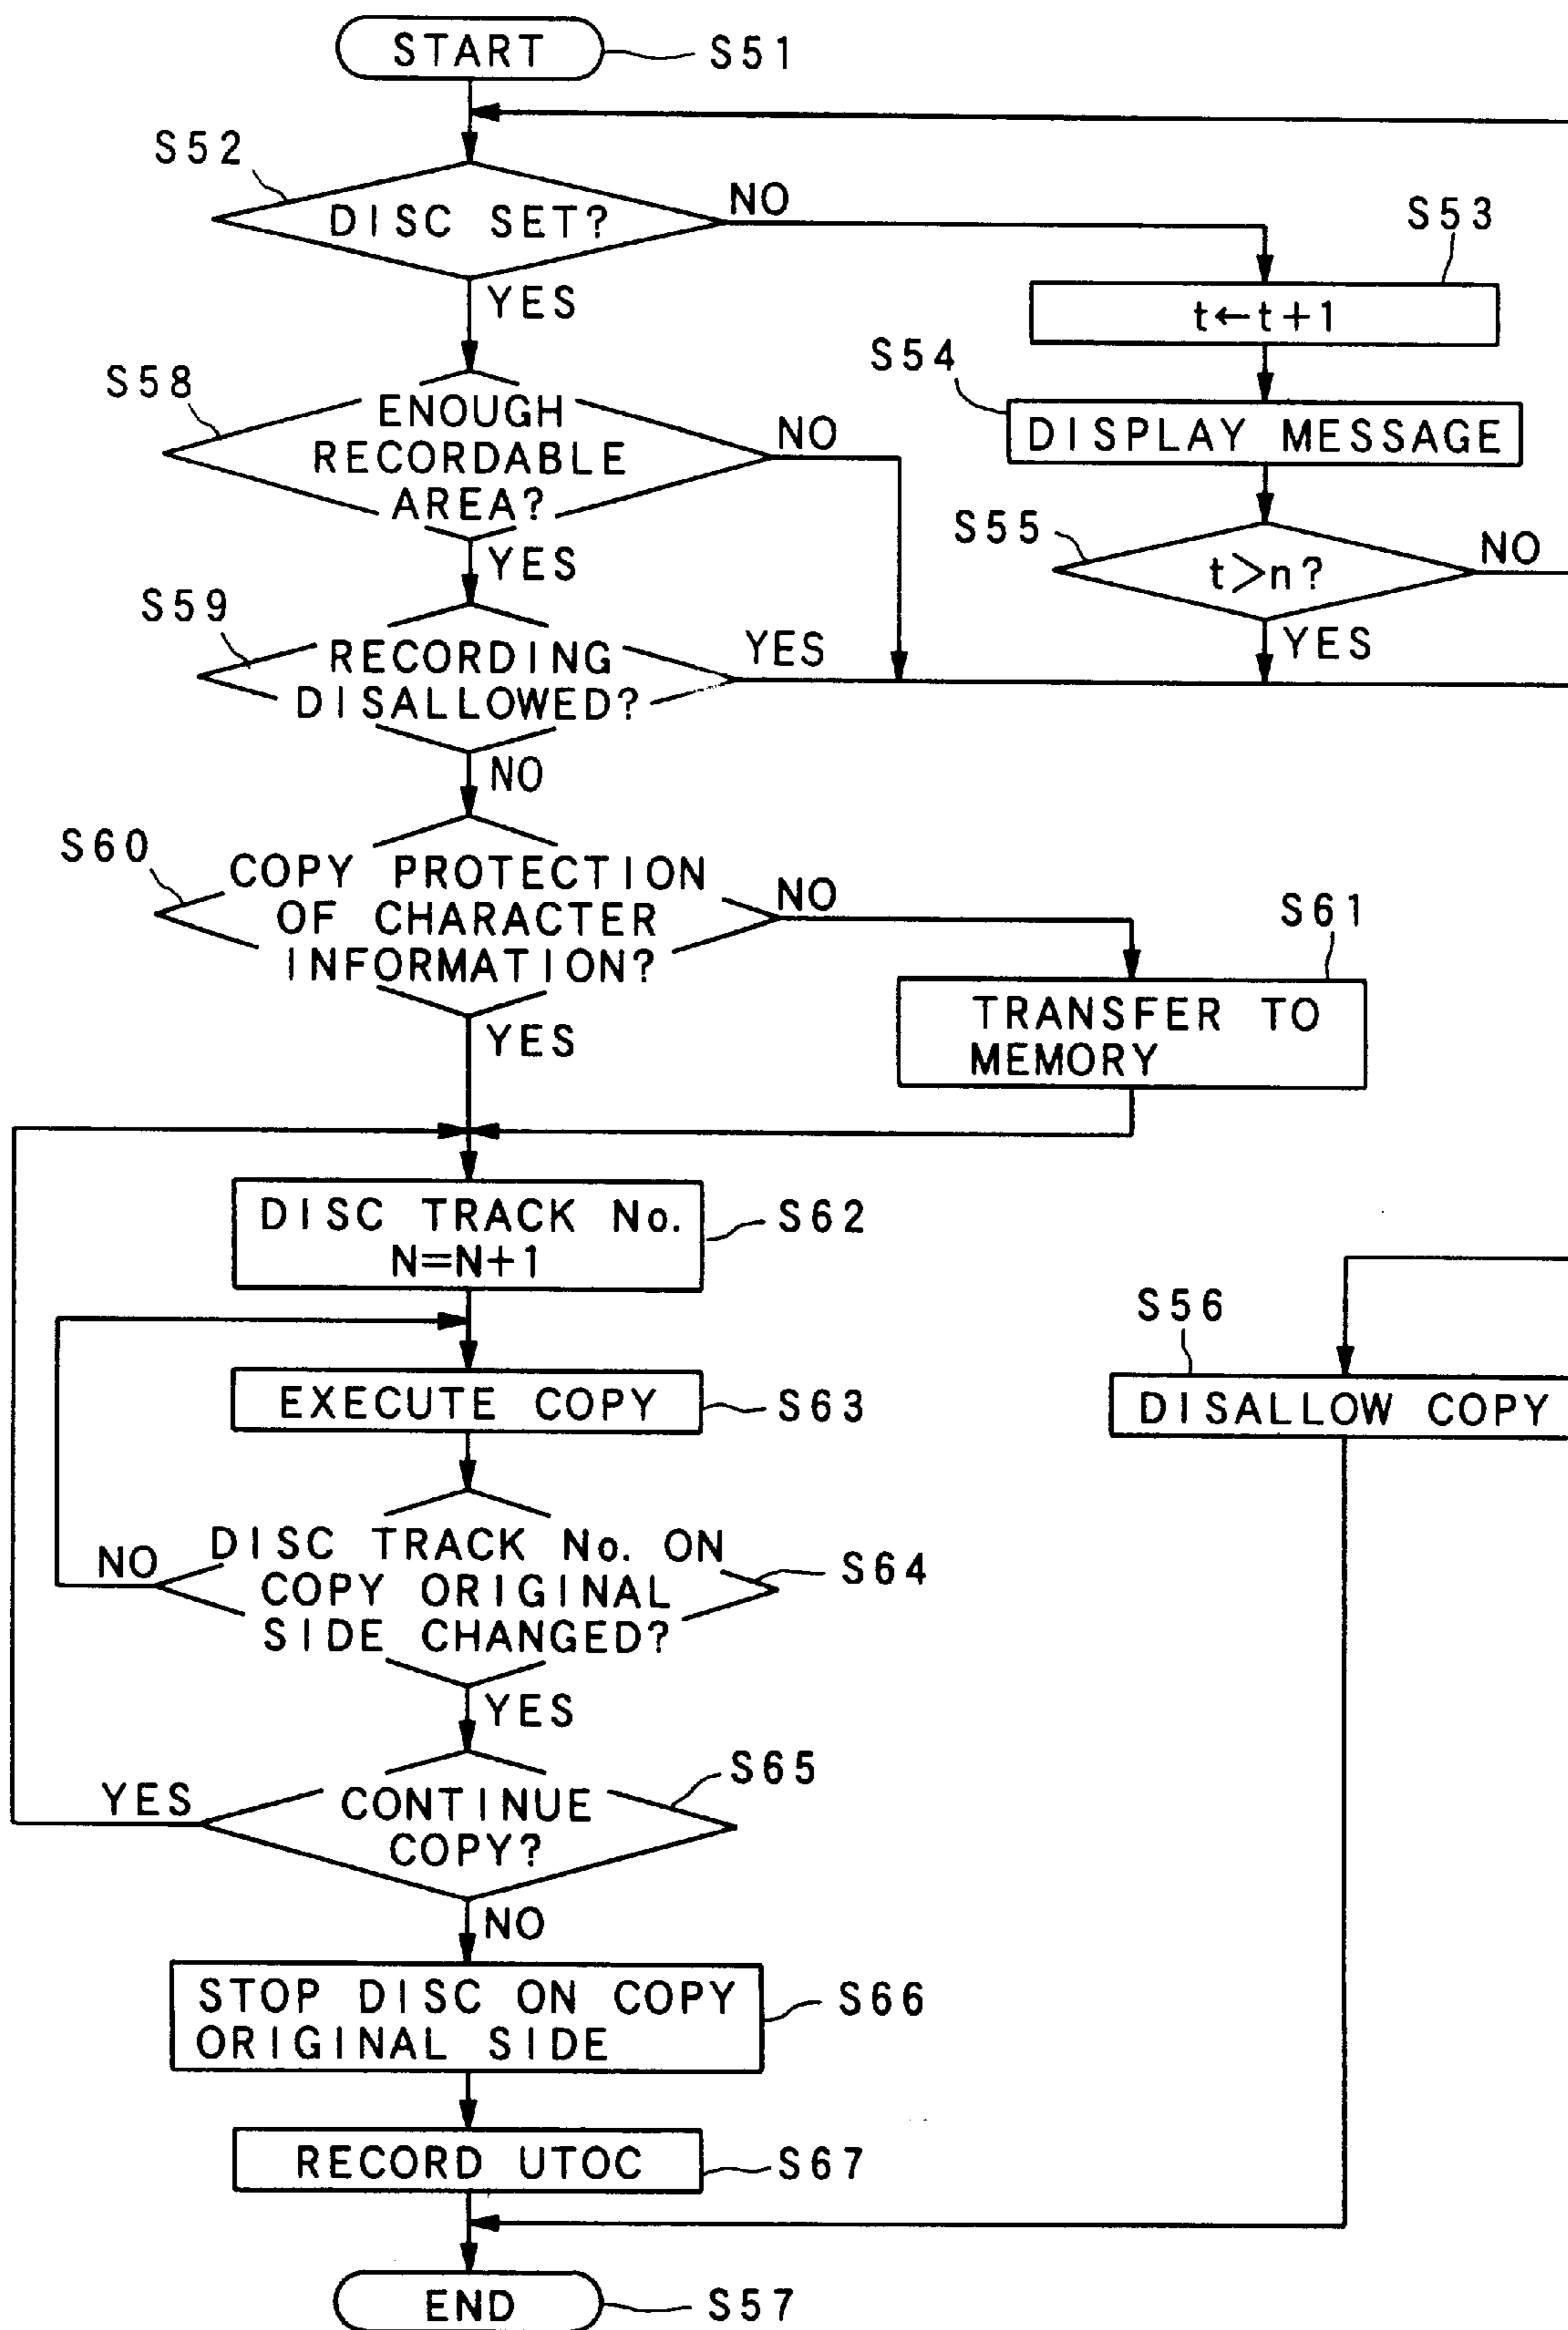 START
S51
S52
DISC SET?
NO
S53
YES
t←t+1
S54
S58
ENOUGH
RECORDABLE
AREA?
NO
DISPLAY MESSAGE
S55
YES
t>n?
NO
S59
RECORDING
DISALLOWED?
YES
YES
NO
S60
COPY PROTECTION
OF CHARACTER
INFORMATION?
NO
S61
YES
TRANSFER TO
MEMORY
DISC TRACK No.
N=N+1
S62
S56
EXECUTE COPY
S63
DISALLOW COPY
NO
DISC TRACK No. ON
COPY ORIGINAL
SIDE CHANGED?
S64
YES
S65
YES
CONTINUE
COPY?
NO
STOP DISC ON COPY
ORIGINAL SIDE
S66
RECORD UTOC
S67
END
S57